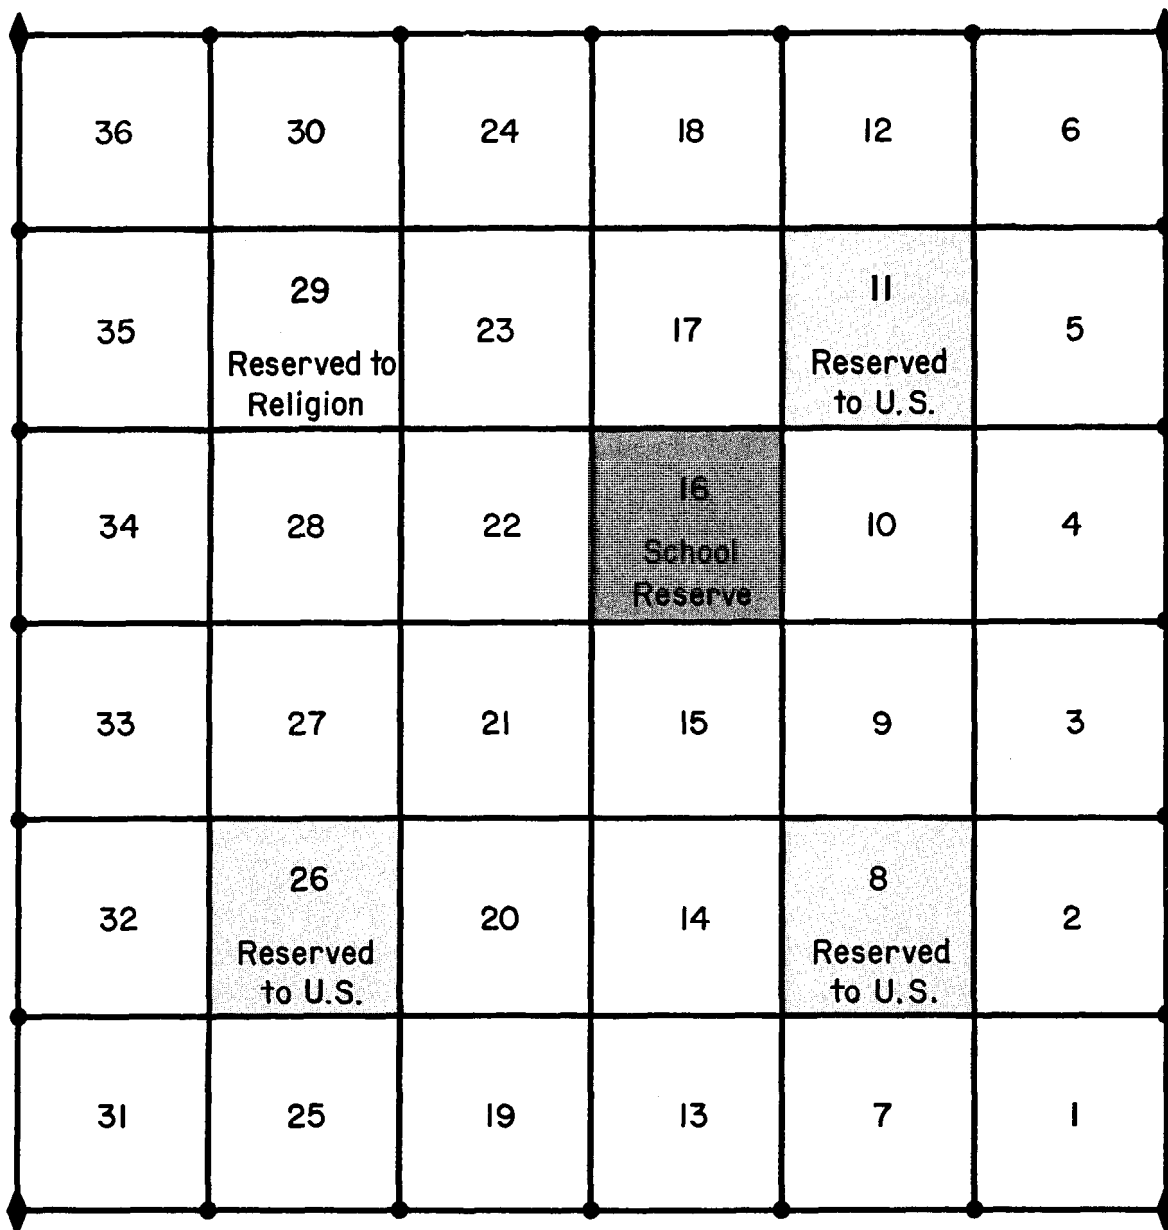 36 30 24 18 12 6
35 29 23 17 11 5
Reserved to
Religion
Reserved
to U.S.
34 28 22 16 10 4
School
Reserve
33 27 21 15 9 3
32 26 20 14 8 2
Reserved
to U.S.
Reserved
to U.S.
31 25 19 13 7 1